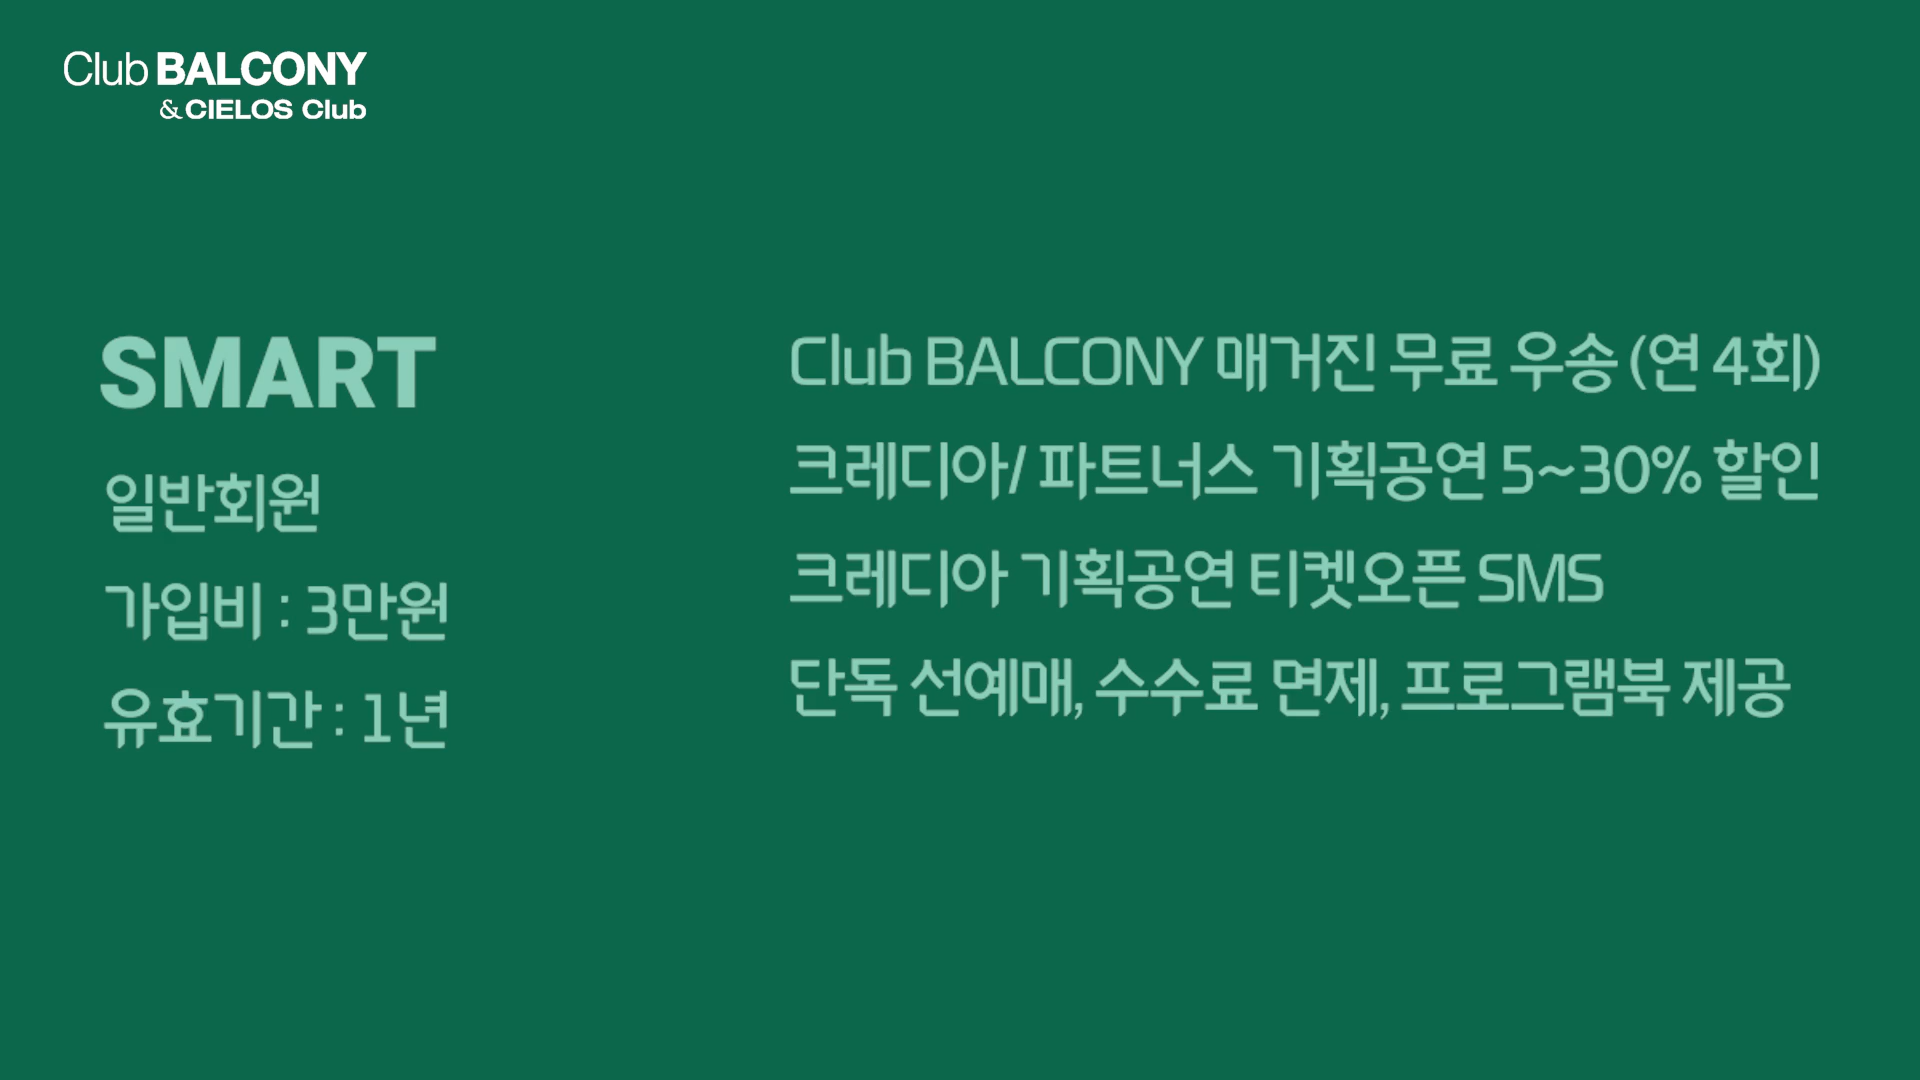 Club BALCONY
& CIELOS Club
SMART
일반회원
가입비 : 3만원
유효기간 : 1년
Club BALCONY 매거진 무료 우송 (연 4회)
크레디아/ 파트너스 기획공연 5~30% 할인
크레디아 기획공연 티켓오픈 SMS
단독 선예매, 수수료 면제, 프로그램북 제공